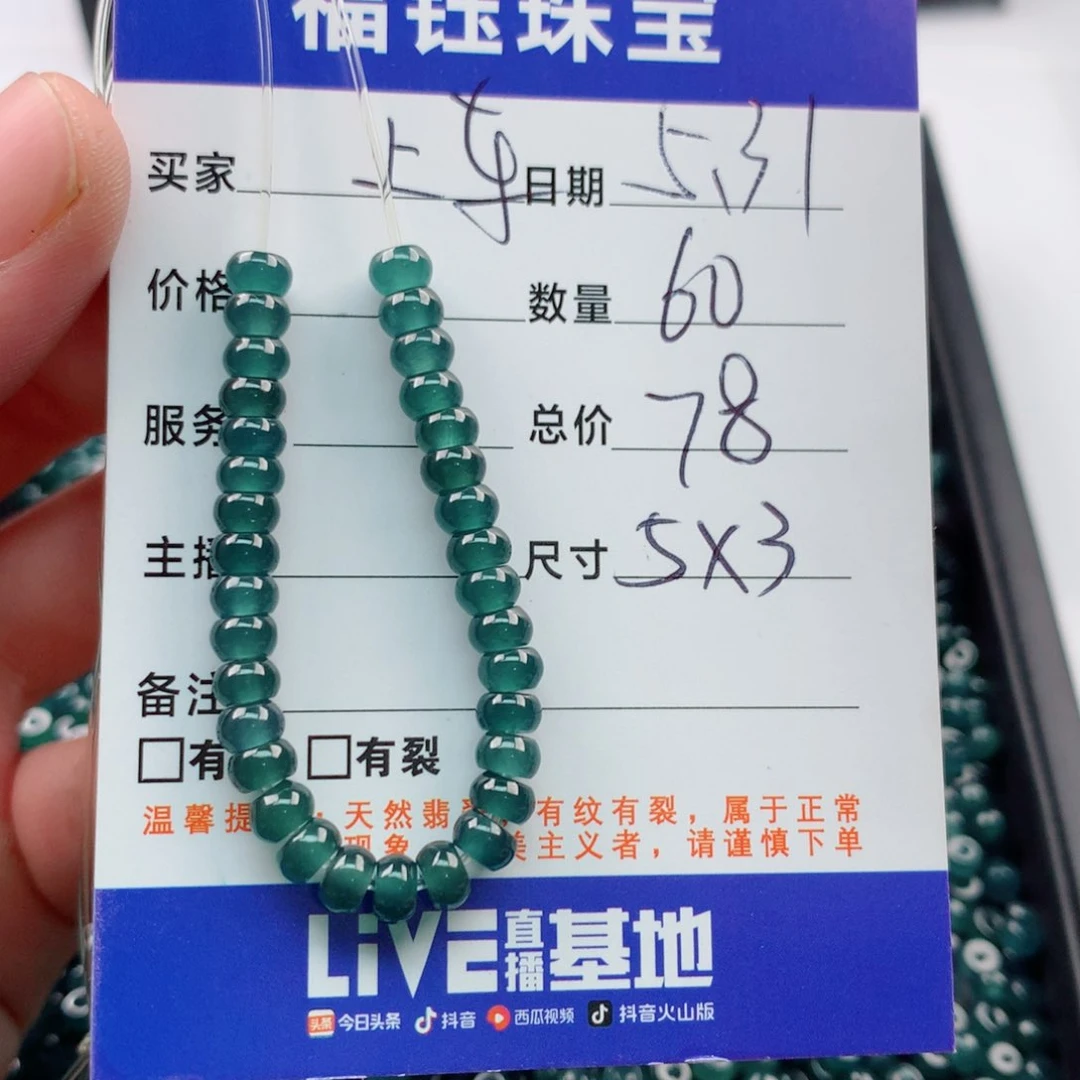 福钰珠宝
买家 上车 日期 5.31
价格 数量 60
服务 总价 78
主播 尺寸 5X3
备注
□有 □有裂
温馨提 ，天然翡 有纹有裂，属于正常
现象 美主义者，请谨慎下单
LiVE直播基地
头条 今日头条 抖音 西瓜视频 抖音火山版